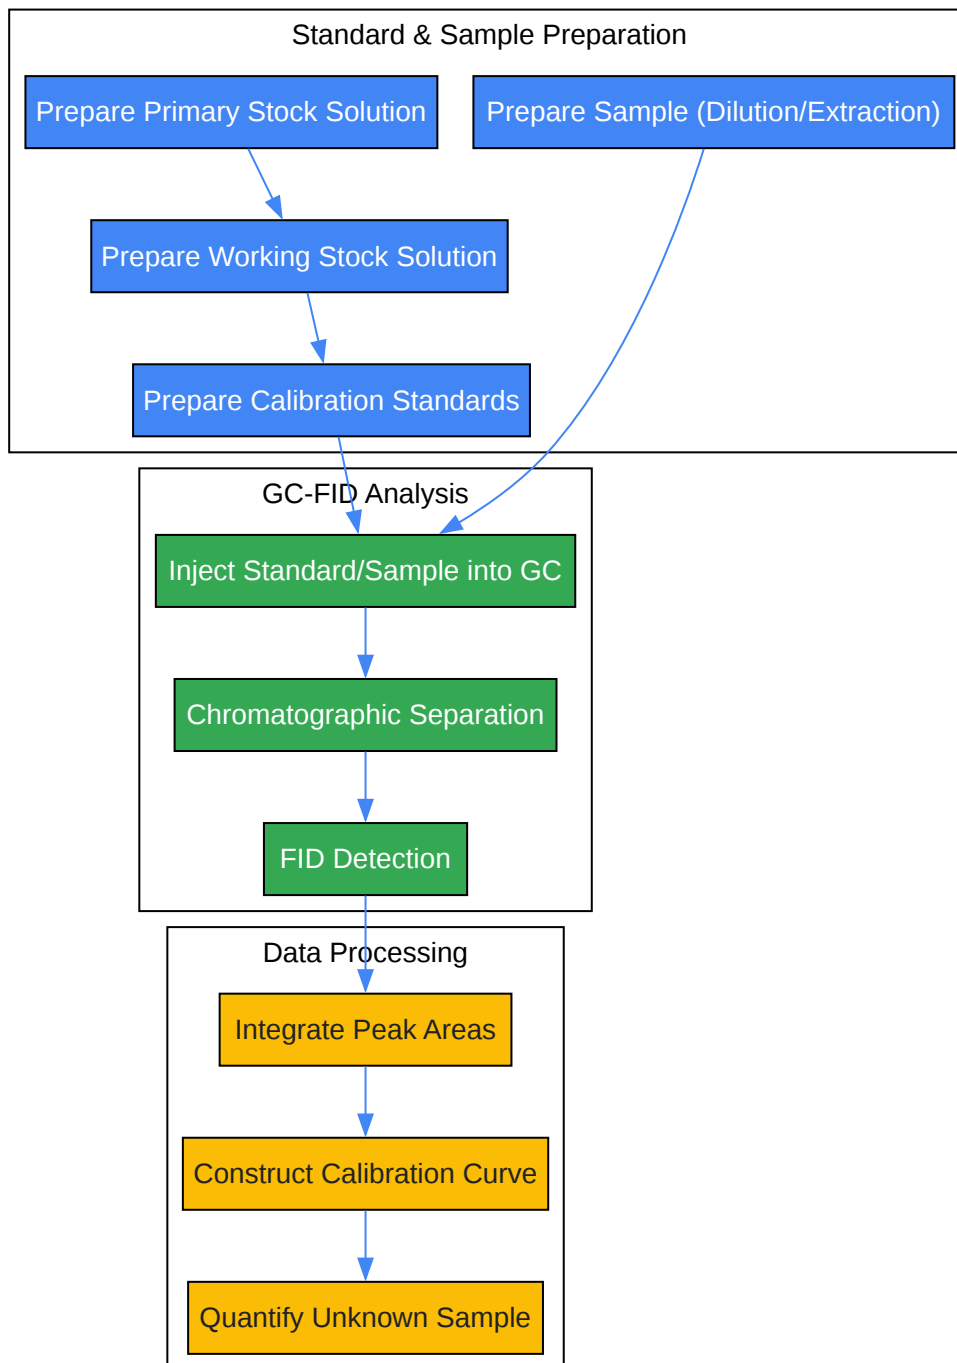 Standard & Sample Preparation
Prepare Primary Stock Solution
Prepare Sample (Dilution/Extraction)
Prepare Working Stock Solution
Prepare Calibration Standards
GC-FID Analysis
Inject Standard/Sample into GC
Chromatographic Separation
FID Detection
Data Processing
Integrate Peak Areas
Construct Calibration Curve
Quantify Unknown Sample